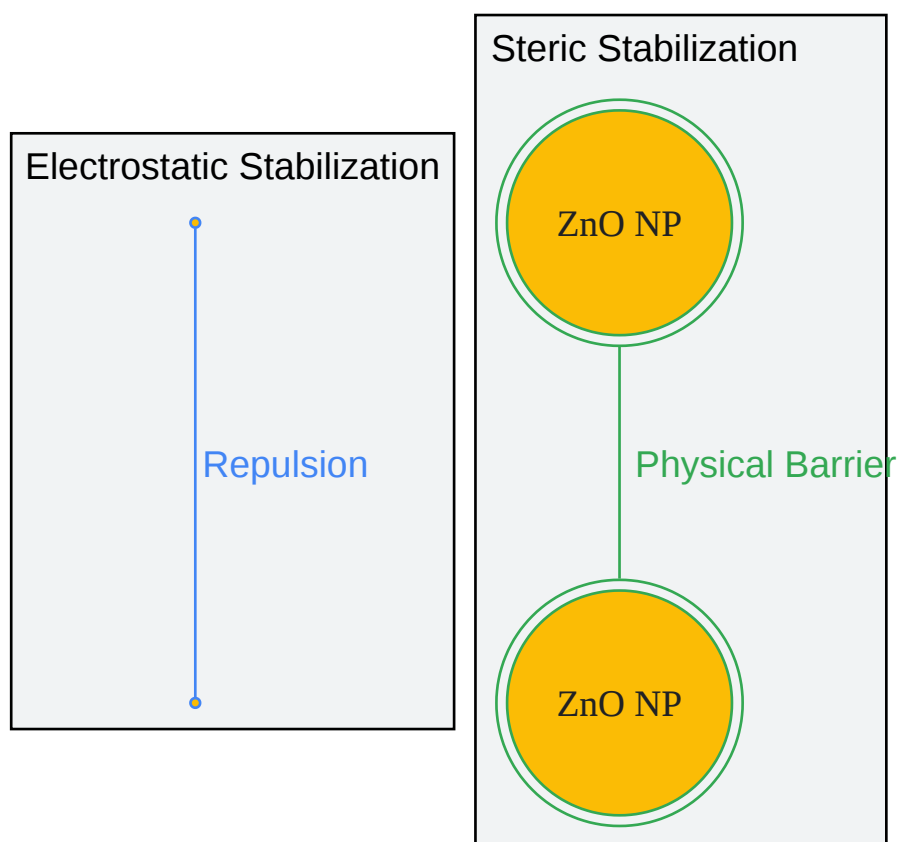 Electrostatic Stabilization
Repulsion
Steric Stabilization
ZnO NP
Physical Barrier
ZnO NP